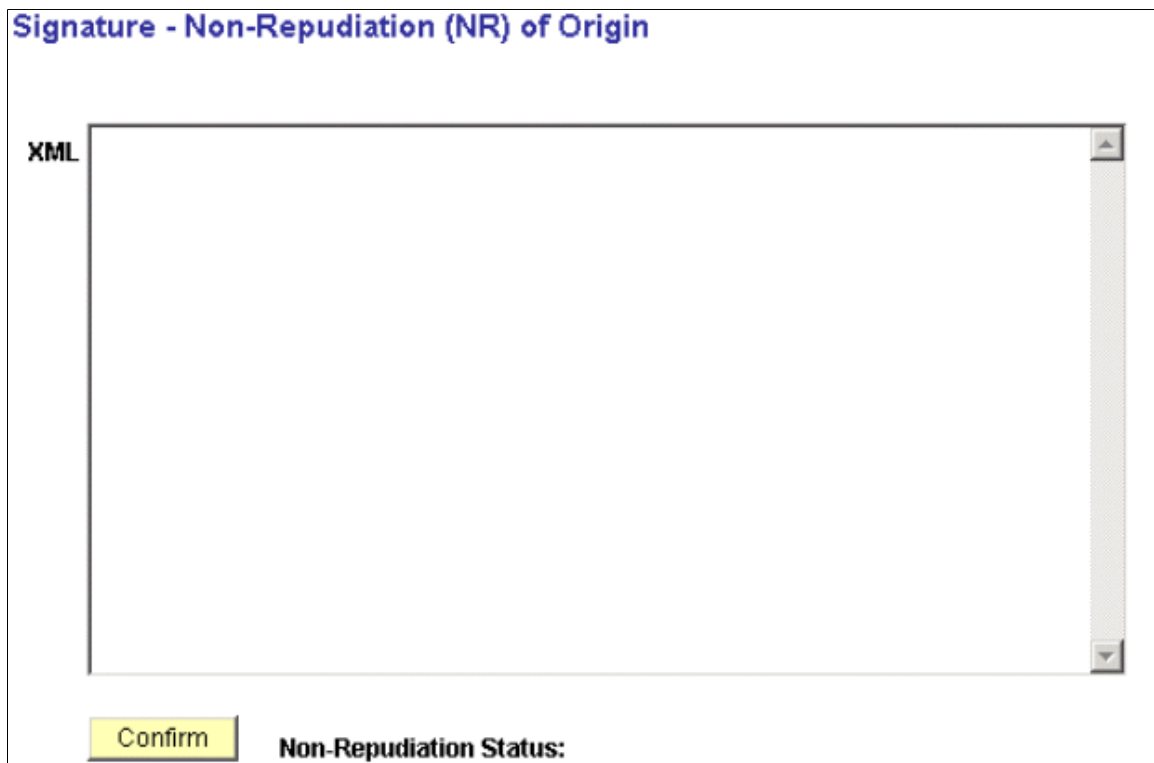 Signature - Non-Repudiation (NR) of Origin
XML
Confirm Non-Repudiation Status: